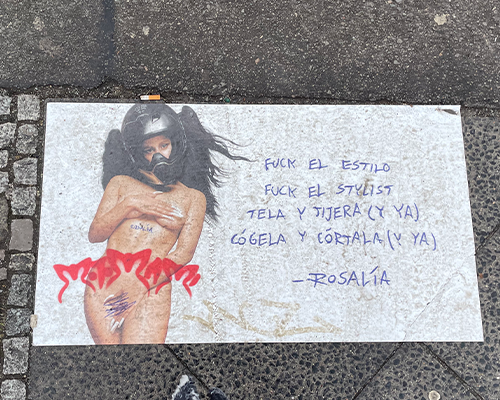 MOTOMAMI
FUCK EL ESTILO
FUCK EL STYLIST
TELA Y TIJERA (Y YA)
CÓGELA Y CÓRTALA (Y YA)
—ROSALÍA